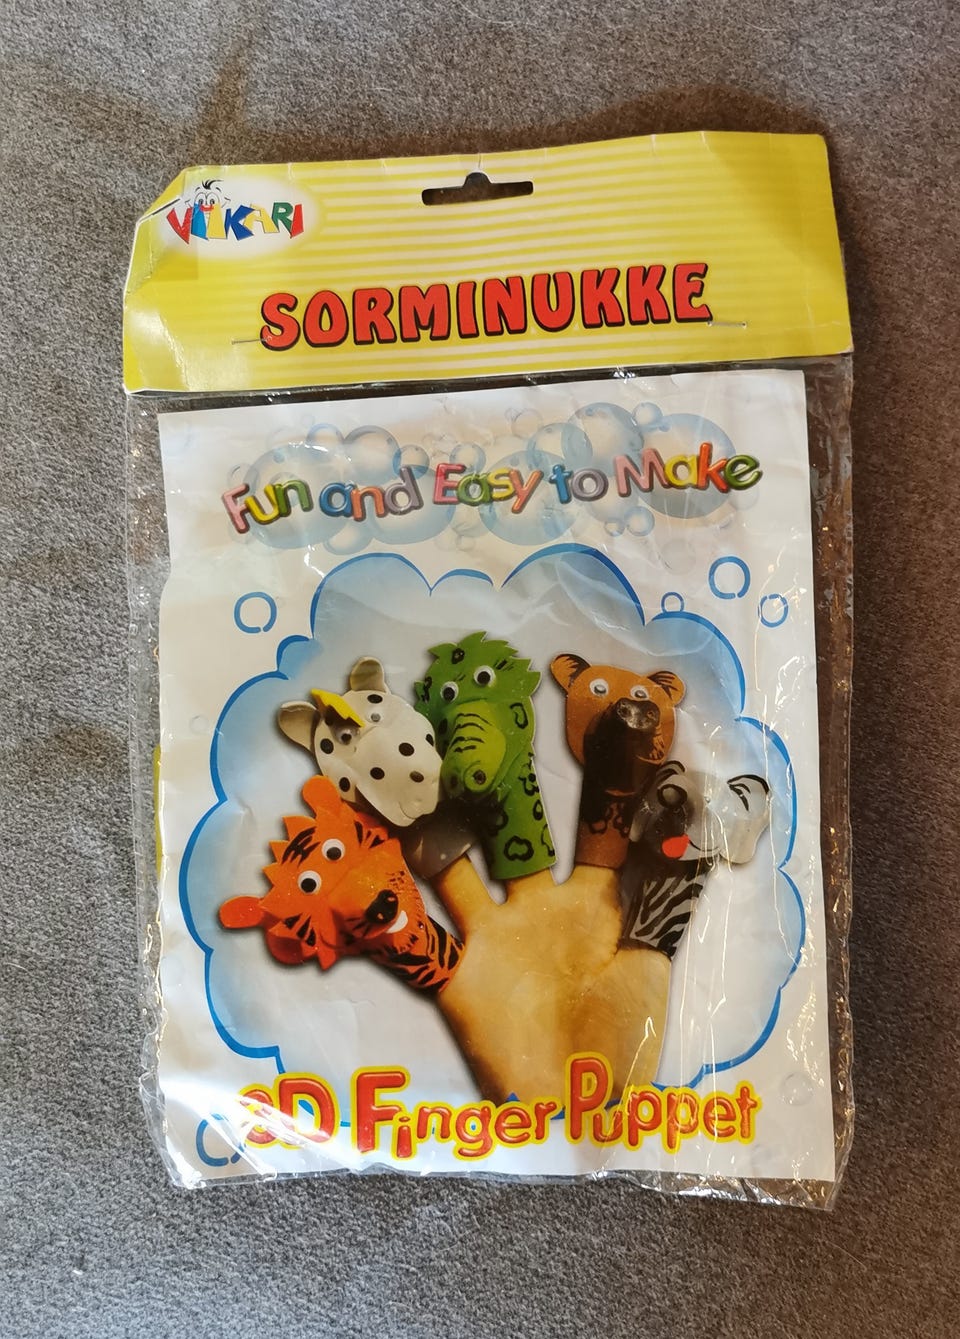 VIIKARI
SORMINUKKE
Fun and Easy to Make
3D Finger Puppet